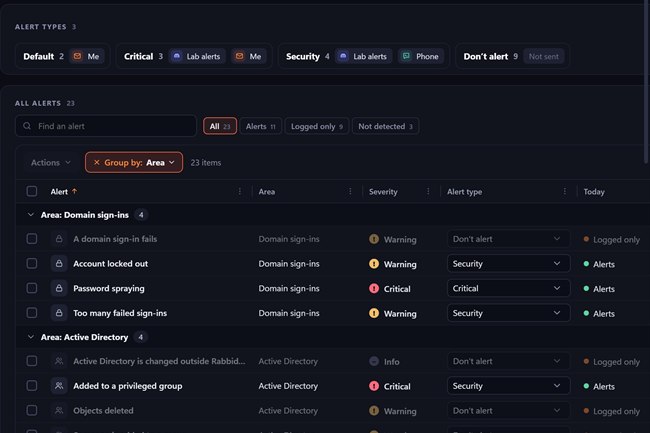 ALERT TYPES 3
Default 2 Me
Critical 3 Lab alerts Me
Security 4 Lab alerts Phone
Don't alert 9 Not sent
ALL ALERTS 23
Find an alert
All 23 Alerts 11 Logged only 9 Not detected 3
Actions Group by: Area 23 items
Alert Area Severity Alert type Today
Area: Domain sign-ins 4
A domain sign-in fails Domain sign-ins Warning Don't alert Logged only
Account locked out Domain sign-ins Warning Security Alerts
Password spraying Domain sign-ins Critical Critical Alerts
Too many failed sign-ins Domain sign-ins Warning Security Alerts
Area: Active Directory 4
Active Directory is changed outside Rabbid... Active Directory Info Don't alert Logged only
Added to a privileged group Active Directory Critical Security Alerts
Objects deleted Active Directory Warning Don't alert Logged only